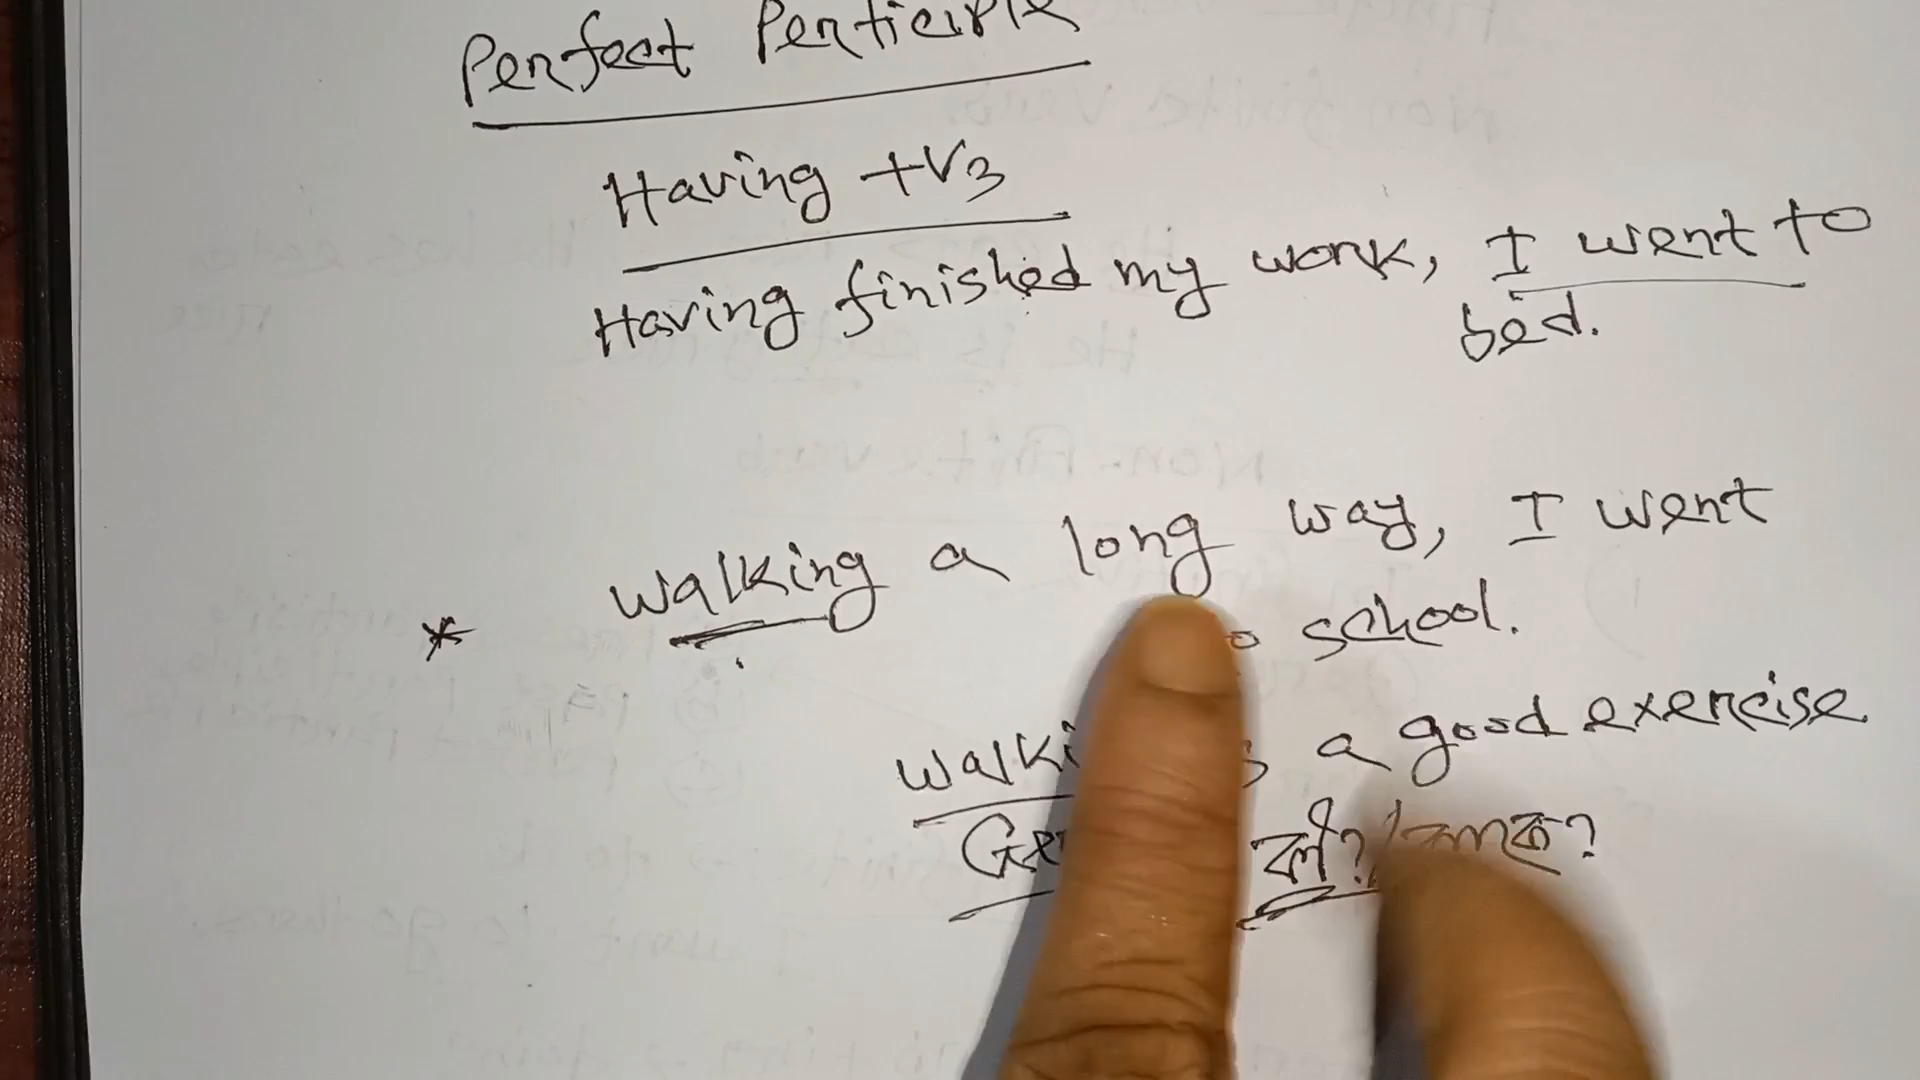 Perfect Perticiple
Having + V3
Having finished my work, I went to
bed.
* Walking a long way, I went
school.
a good exercise
কী?/কাকে?